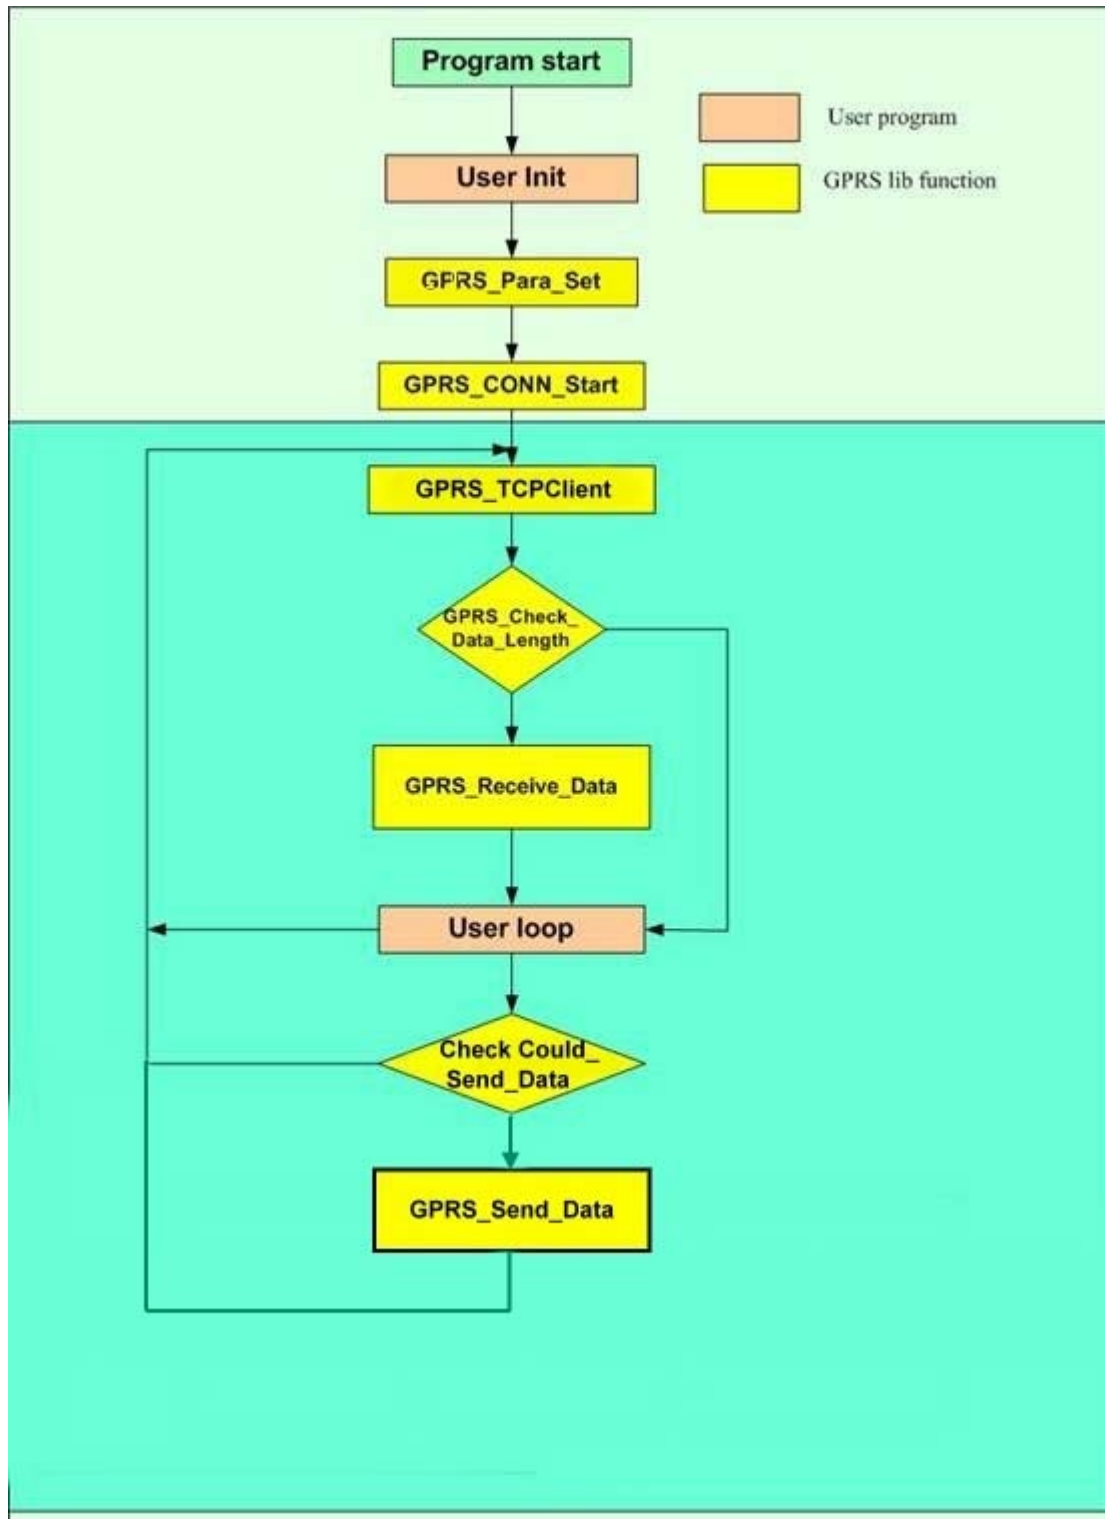 Program start
User program
User Init
GPRS lib function
GPRS_Para_Set
GPRS_CONN_Start
GPRS_TCPClient
GPRS_Check_
Data_Length
GPRS_Receive_Data
User loop
Check Could_
Send_Data
GPRS_Send_Data